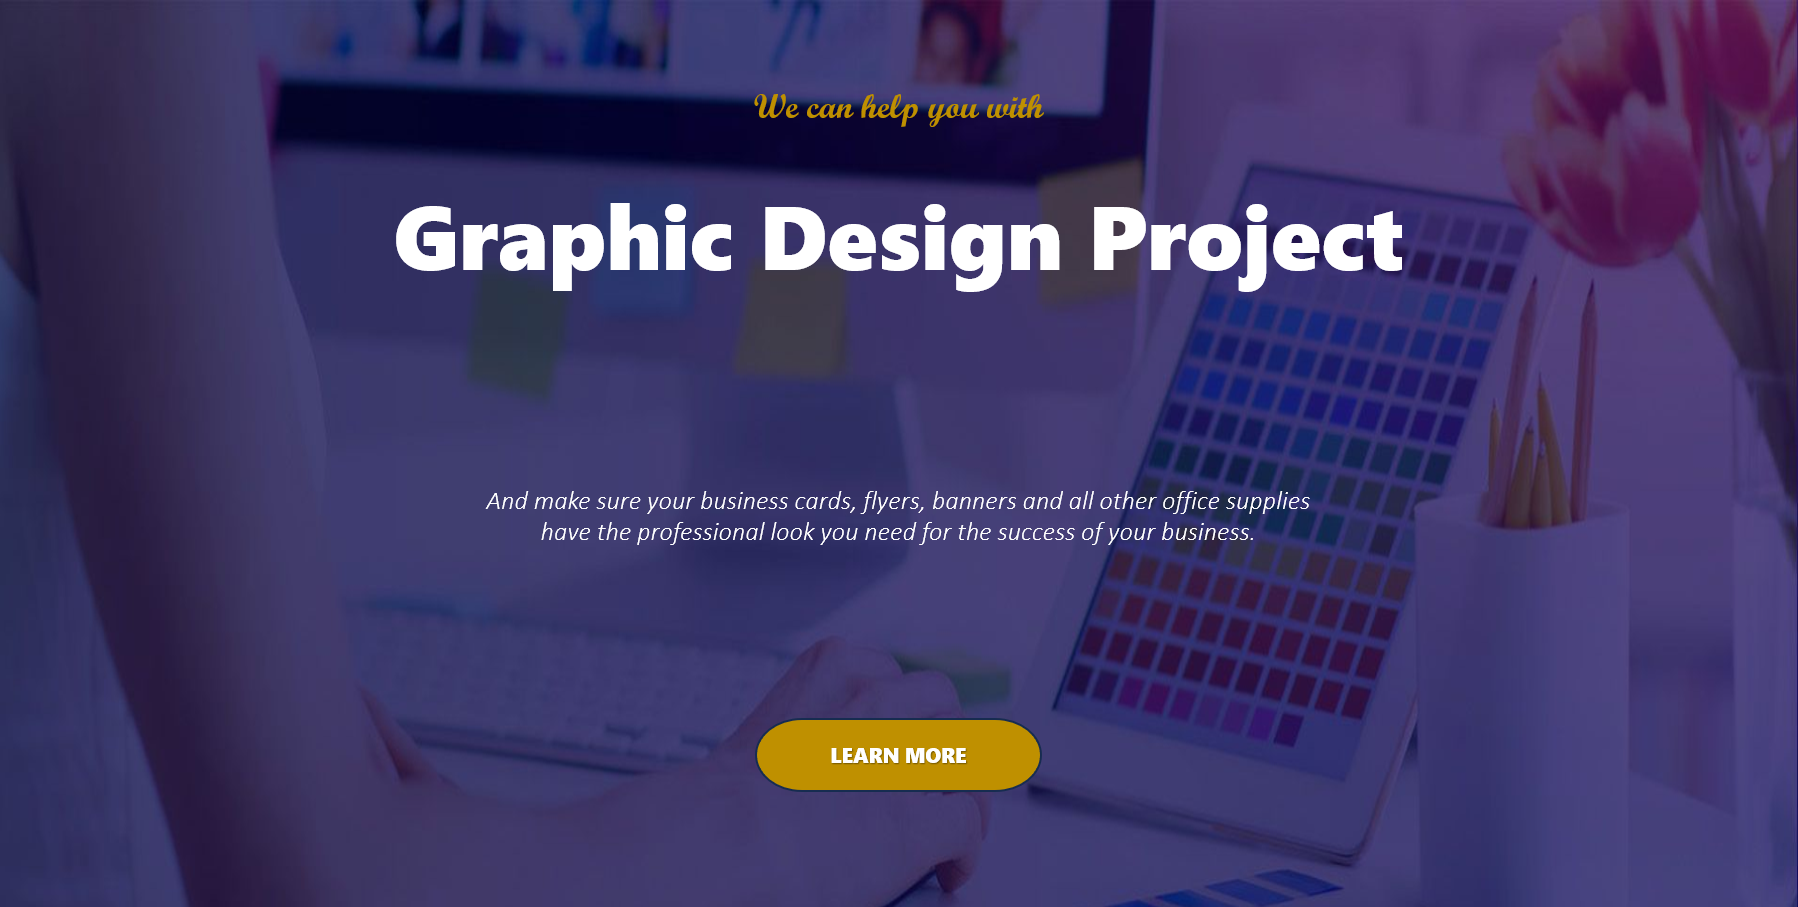 We can help you with
Graphic Design Project
And make sure your business cards, flyers, banners and all other office supplies
have the professional look you need for the success of your business.
LEARN MORE